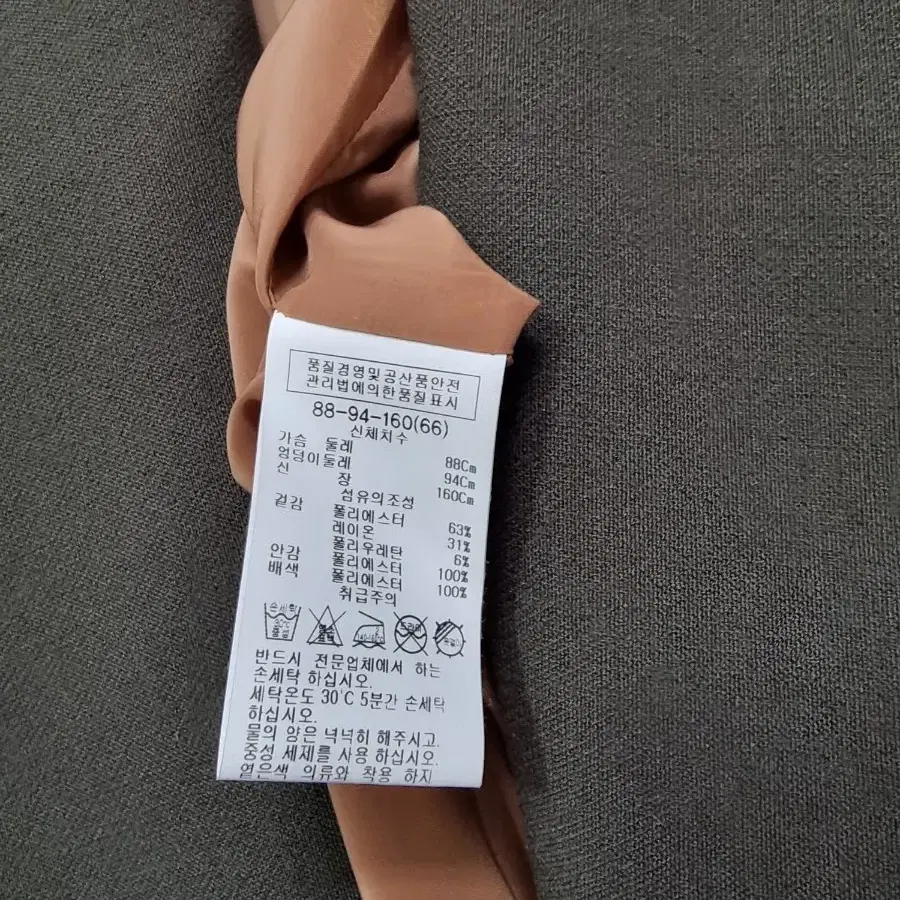 품질경영및공산품안전
관리법에의한품질표시
88-94-160(66)
신체치수
가슴 둘레 88Cm
엉덩이둘레 94Cm
신 장 160Cm
섬유의조성
겉감 폴리에스터 63%
레이온 31%
폴리우레탄 6%
안감 폴리에스터 100%
배색 폴리에스터 100%
취급주의
손세탁
30℃
중성
드라이
반드시 전문업체에서 하는
손세탁 하십시오.
세탁온도 30℃ 5분간 손세탁
하십시오.
물의 양은 넉넉히 해주시고.
중성 세제를 사용 하십시오.
옅은색 의류와 착용 하지